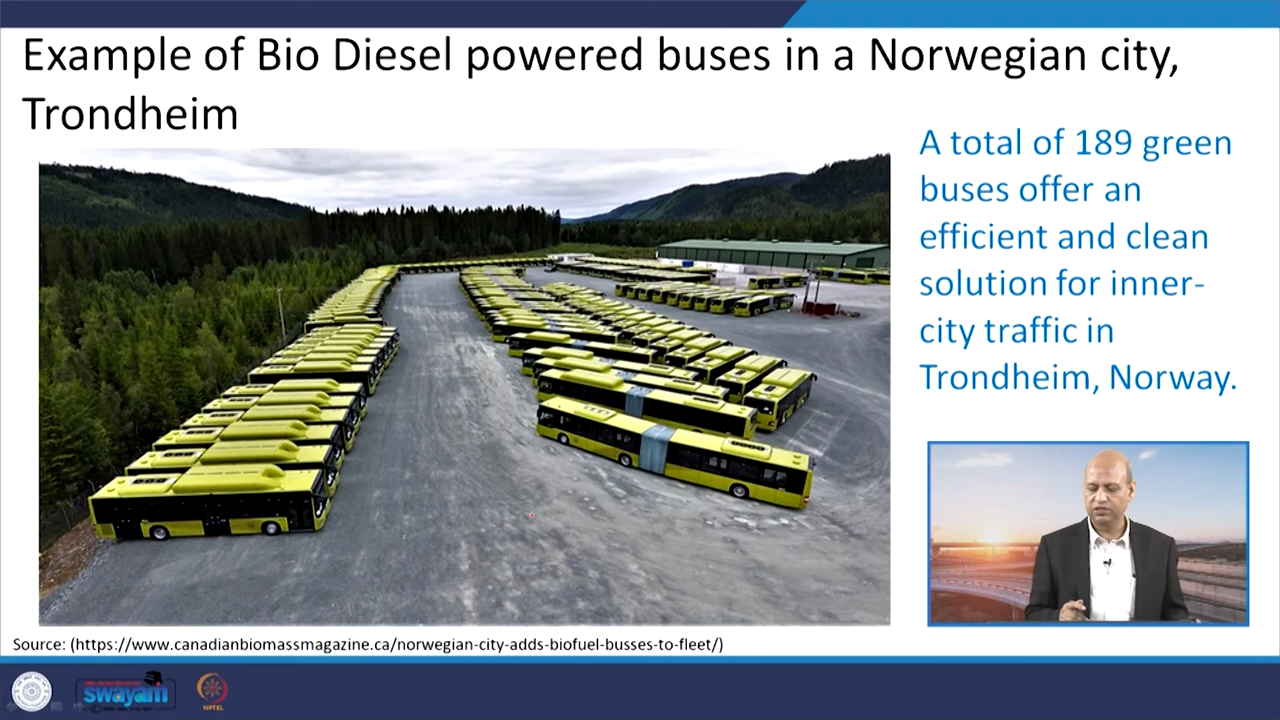 Example of Bio Diesel powered buses in a Norwegian city,
Trondheim
A total of 189 green
buses offer an
efficient and clean
solution for inner-
city traffic in
Trondheim, Norway.
Source: (https://www.canadianbiomassmagazine.ca/norwegian-city-adds-biofuel-busses-to-fleet/)
swayam
NPTEL